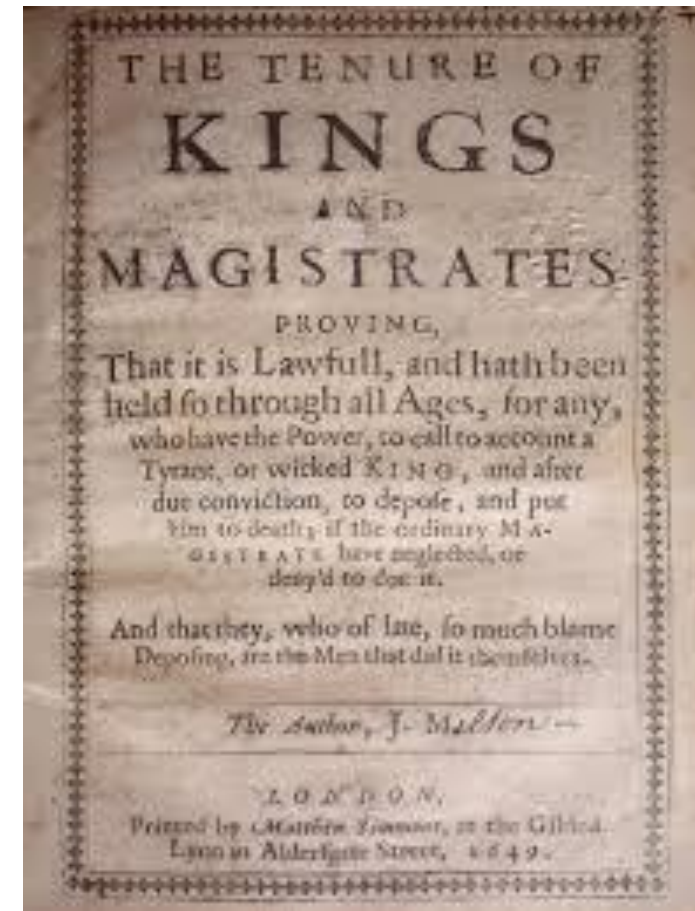 THE TENURE OF
KINGS
AND
MAGISTRATES
PROVING,
That it is Lawfull, and hath been
held ſo through all Ages, for any,
who have the Power, to call to account a
Tyrant, or wicked KING, and after
due conviction, to depoſe, and put
him to death; if the ordinary MA-
GISTRATE have neglected, or
deny'd to doe it.
And that they, who of late, ſo much blame
Depoſing, are the Men that did it themſelves.
The Author, J. Milton
LONDON,
Printed by Matthew Simmons, at the Gilded
Lyon in Alderſgate Street, 1649.